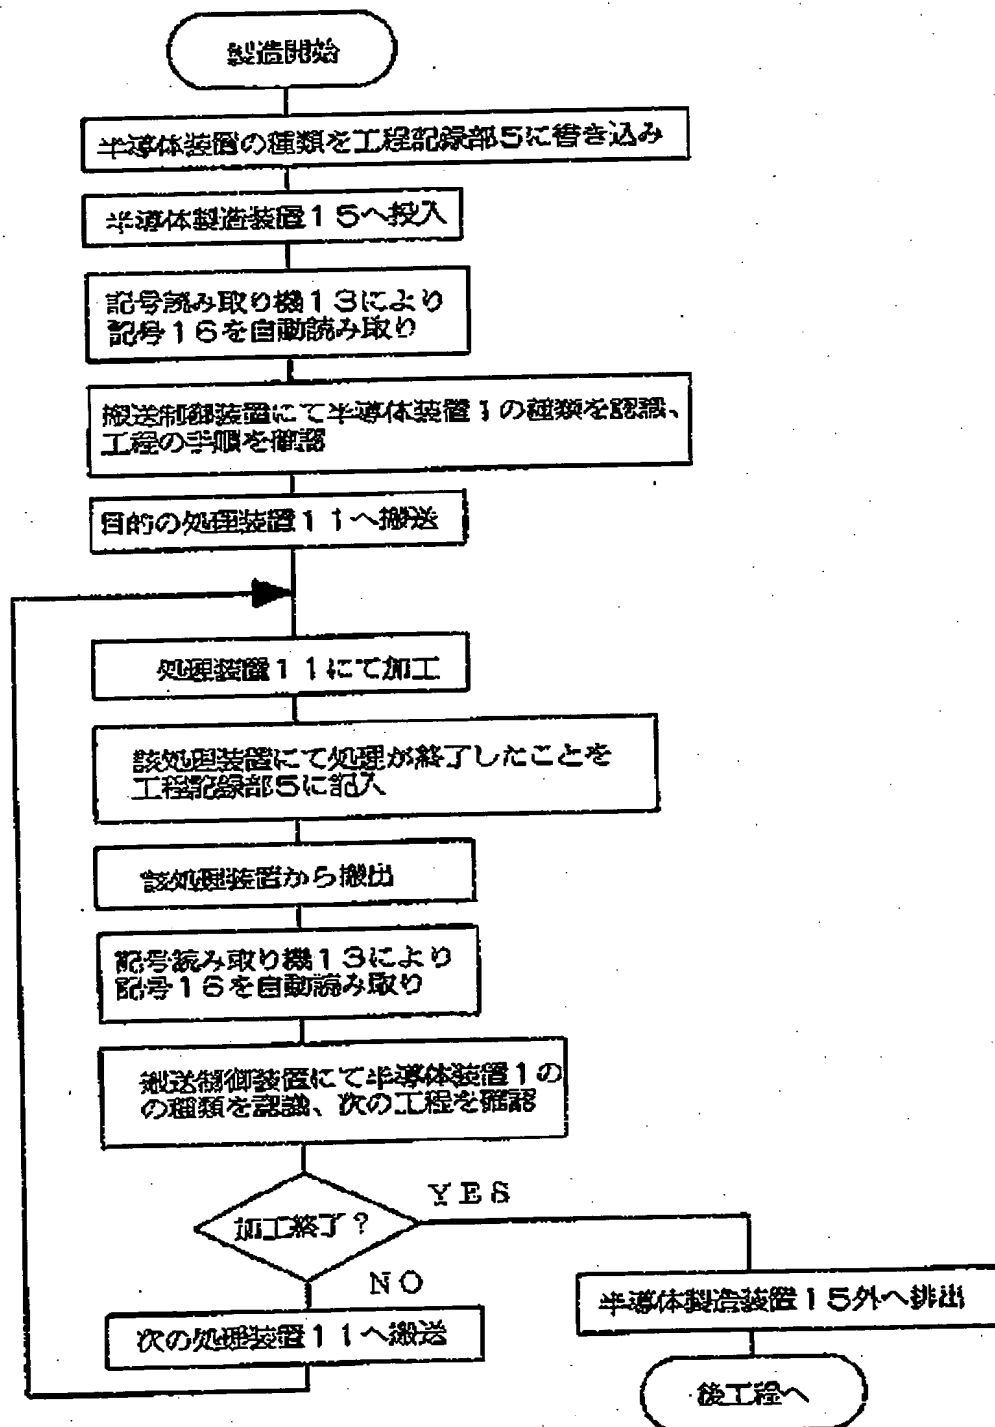 製造開始
半導体装置の種類を工程記録部5に書き込み
半導体製造装置15へ投入
記号読み取り機13により
記号16を自動読み取り
搬送制御装置にて半導体装置1の種類を認識、
工程の手順を確認
目的の処理装置11へ搬送
処理装置11にて加工
該処理装置にて処理が終了したことを
工程記録部5に記入
該処理装置から搬出
記号読み取り機13により
記号16を自動読み取り
搬送制御装置にて半導体装置1の
の種類を認識、次の工程を確認
YES
加工終了?
NO
半導体製造装置15外へ排出
次の処理装置11へ搬送
後工程へ